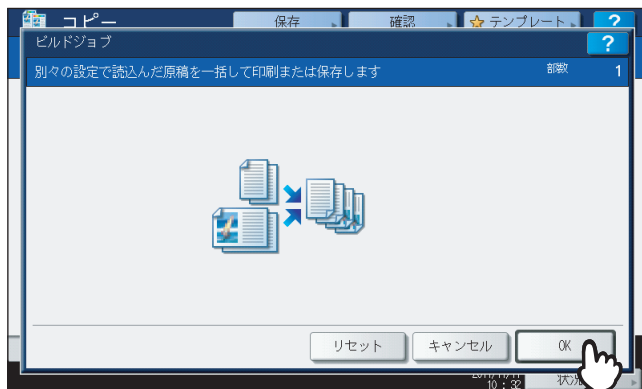 コピー 保存 確認 テンプレート ?
ビルドジョブ ?
別々の設定で読込んだ原稿を一括して印刷または保存します 部数 1
リセット キャンセル OK
10:32